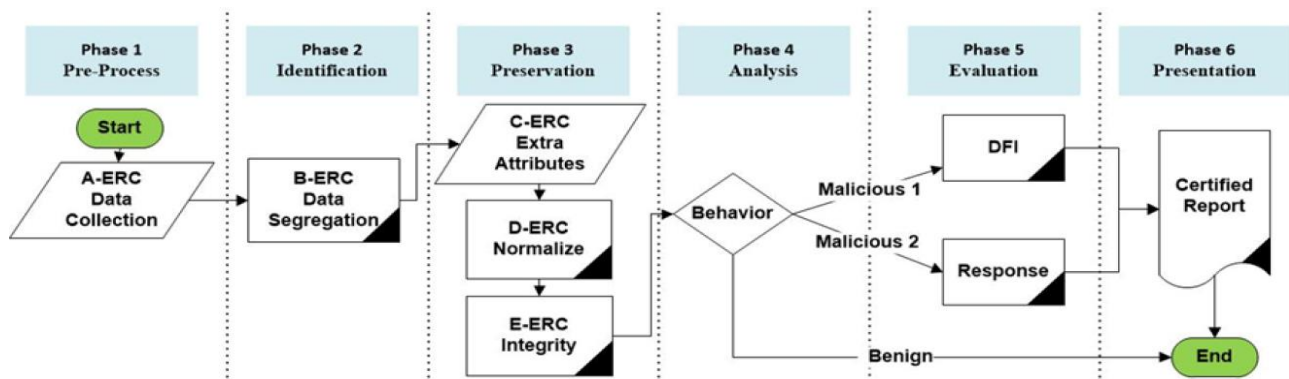 Phase 1
Pre-Process
Phase 2
Identification
Phase 3
Preservation
Phase 4
Analysis
Phase 5
Evaluation
Phase 6
Presentation
Start
A-ERC
Data
Collection
B-ERC
Data
Segregation
C-ERC
Extra
Attributes
D-ERC
Normalize
E-ERC
Integrity
Behavior
Malicious 1
Malicious 2
Benign
DFI
Response
Certified
Report
End